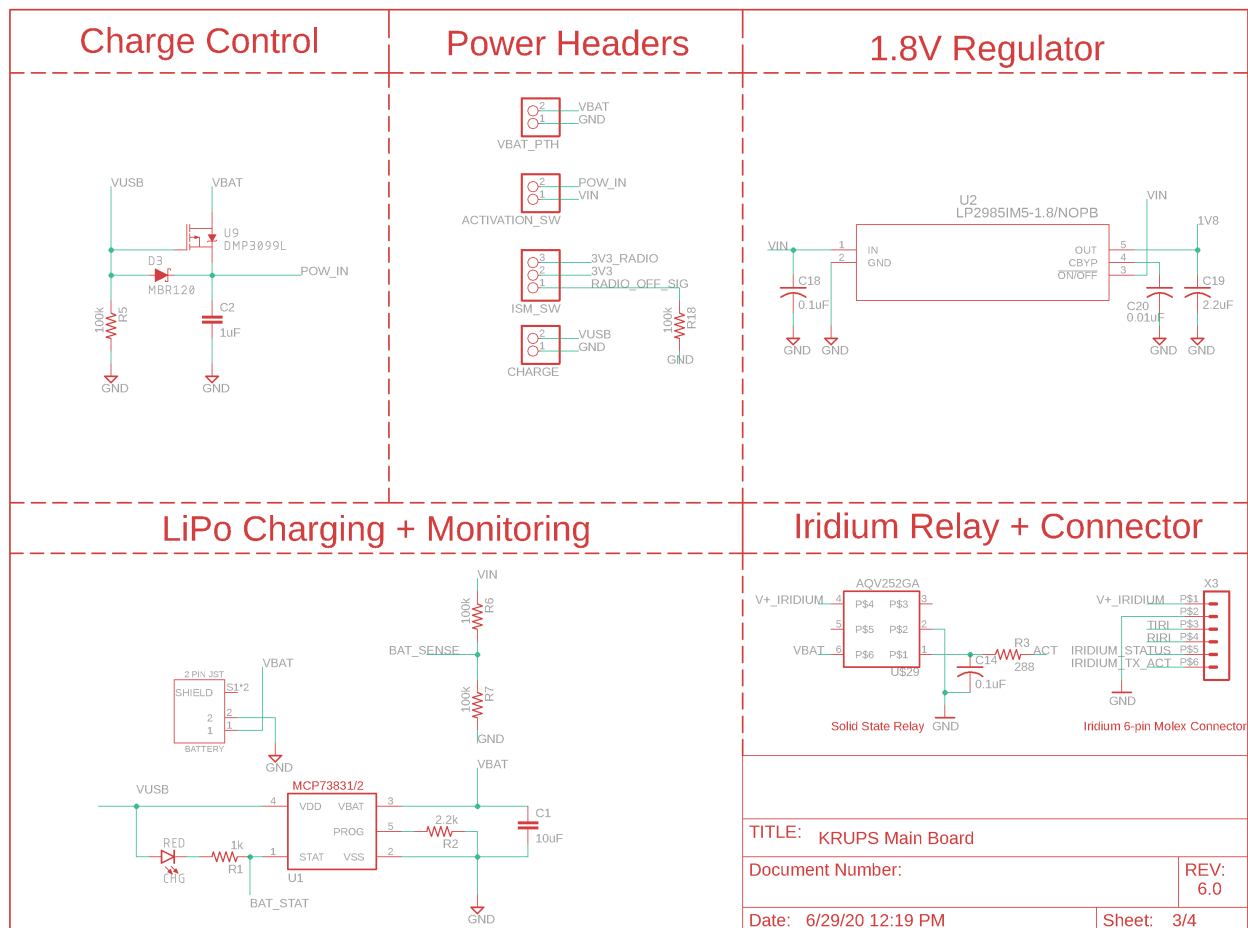 Charge Control
Power Headers
1.8V Regulator
VUSB
VBAT
U9
DMP3099L
D3
MBR120
POW_IN
100k
R5
C2
1uF
GND
GND
2
VBAT
1
GND
VBAT_PTH
2
POW_IN
1
VIN
ACTIVATION_SW
3
3V3_RADIO
2
3V3
1
RADIO_OFF_SIG
ISM_SW
100k
R18
GND
2
VUSB
1
GND
CHARGE
U2
LP2985IM5-1.8/NOPB
VIN
1V8
VIN
1
IN
OUT
5
2
GND
CBYP
4
ON/OFF
3
C18
0.1uF
C20
0.01uF
C19
2.2uF
GND
GND
GND
GND
LiPo Charging + Monitoring
Iridium Relay + Connector
VIN
100k
R6
BAT_SENSE
100k
R7
GND
2 PIN JST
VBAT
SHIELD
S1*2
2
2
1
1
BATTERY
GND
VBAT
MCP73831/2
VUSB
4
VDD
VBAT
3
PROG
5
2.2k
R2
1
STAT
VSS
2
C1
10uF
RED
CHG
1k
R1
U1
BAT_STAT
GND
AQV252GA
V+_IRIDIUM
4
P$4
P$3
3
5
P$5
P$2
2
VBAT
6
P$6
P$1
1
U$29
C14
0.1uF
R3
288
ACT
Solid State Relay
GND
X3
V+_IRIDIUM
P$1
P$2
TIRI
P$3
RIRI
P$4
IRIDIUM_STATUS
P$5
IRIDIUM_TX_ACT
P$6
GND
Iridium 6-pin Molex Connector
TITLE:
KRUPS Main Board
Document Number:
REV:
6.0
Date:
6/29/20 12:19 PM
Sheet:
3/4